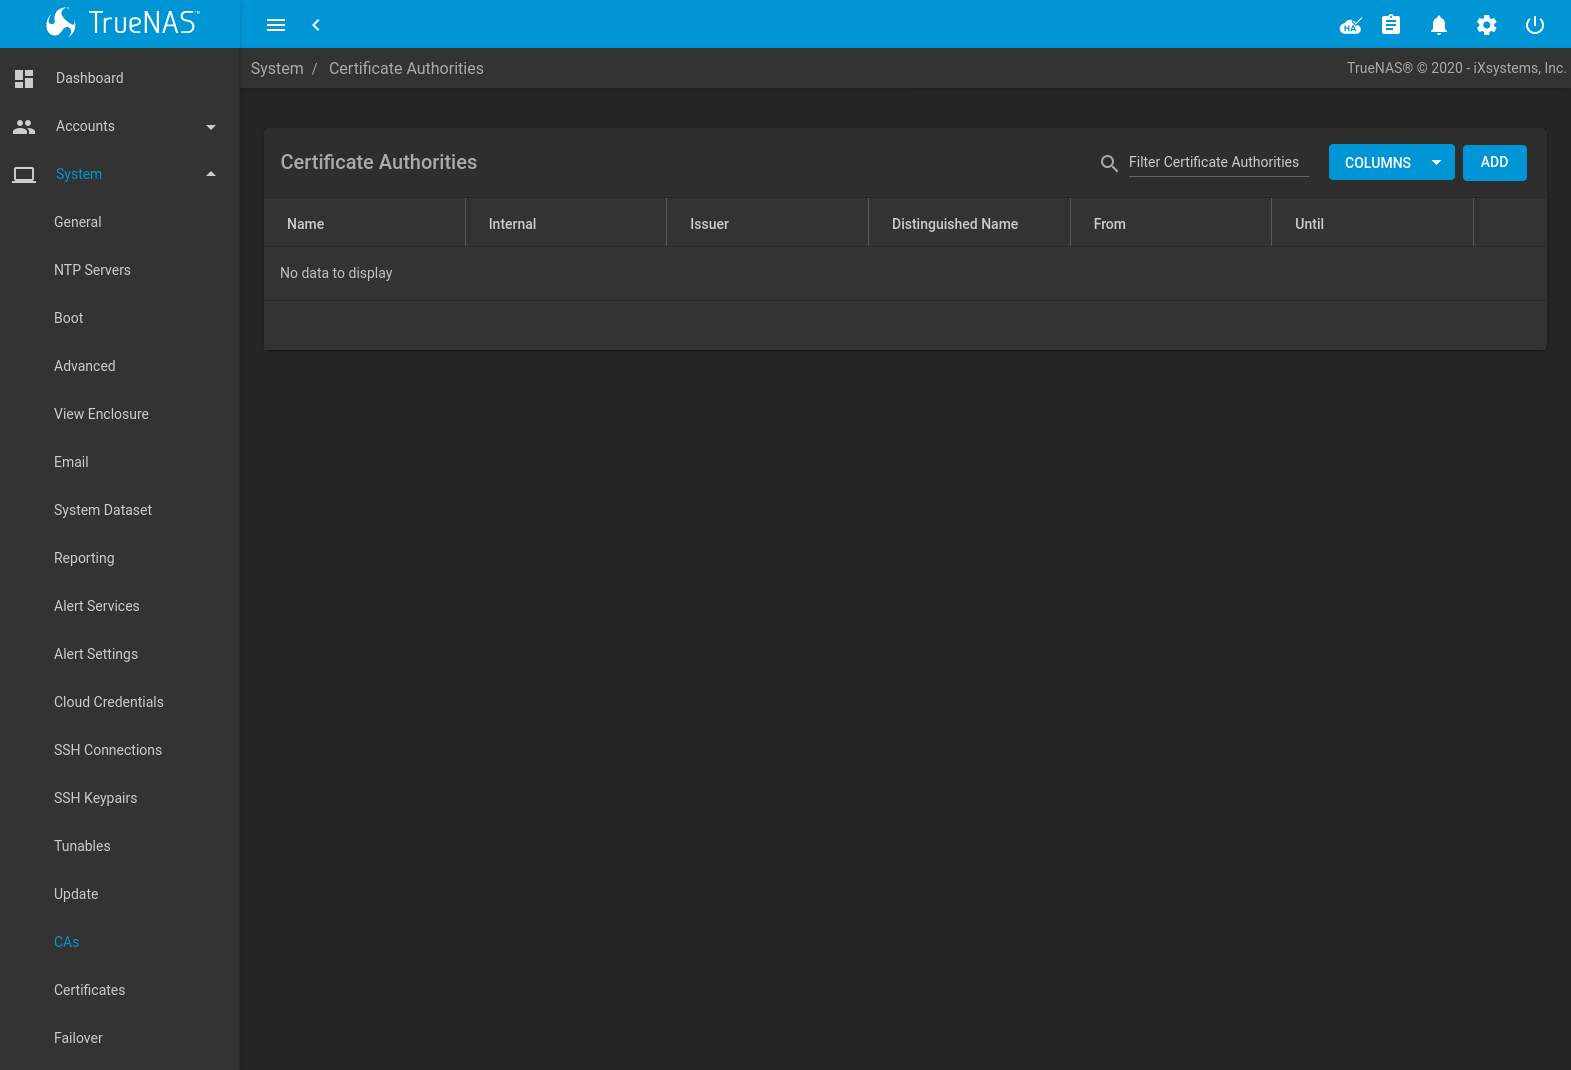 TrueNAS™
HA
System / Certificate Authorities
TrueNAS® © 2020 - iXsystems, Inc.
Dashboard
Accounts
System
General
NTP Servers
Boot
Advanced
View Enclosure
Email
System Dataset
Reporting
Alert Services
Alert Settings
Cloud Credentials
SSH Connections
SSH Keypairs
Tunables
Update
CAs
Certificates
Failover
Certificate Authorities
Filter Certificate Authorities
COLUMNS
ADD
Name Internal Issuer Distinguished Name From Until
No data to display